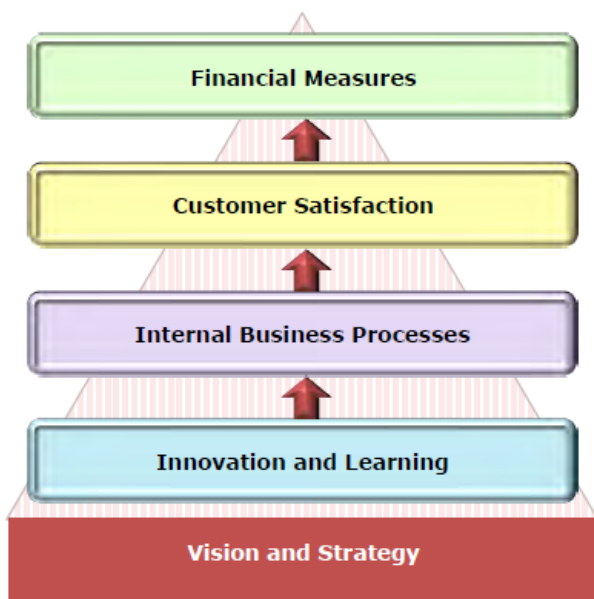 Financial Measures
Customer Satisfaction
Internal Business Processes
Innovation and Learning
Vision and Strategy